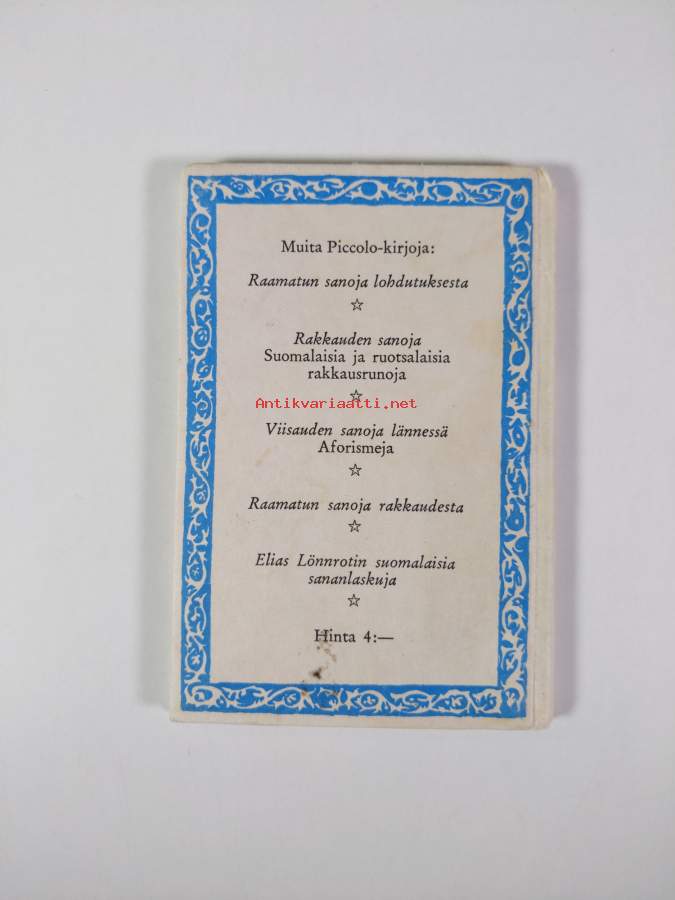 Muita Piccolo-kirjoja:
Raamatun sanoja lohdutuksesta
☆
Rakkauden sanoja
Suomalaisia ja ruotsalaisia
rakkausrunoja
☆
Antikvariaatti.net
Viisauden sanoja lännessä
Aforismeja
☆
Raamatun sanoja rakkaudesta
☆
Elias Lönnrotin suomalaisia
sananlaskuja
☆
Hinta 4:—